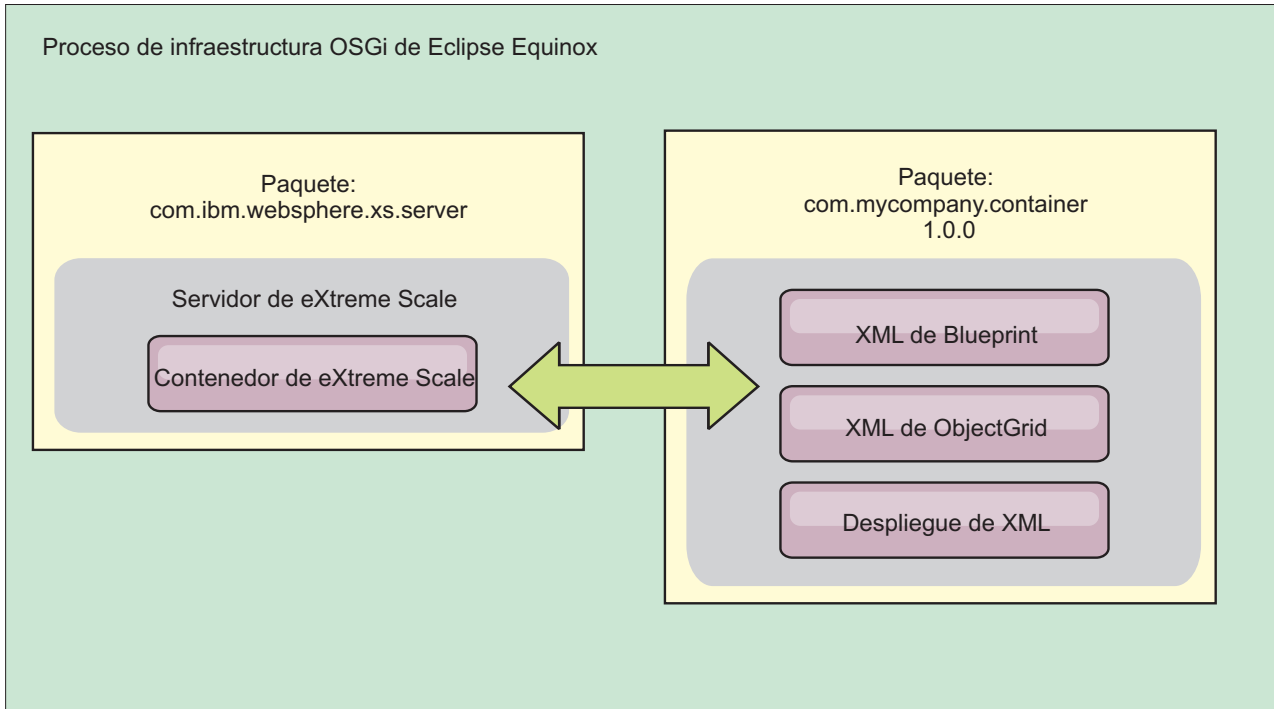 Proceso de infraestructura OSGi de Eclipse Equinox
Paquete:
com.ibm.websphere.xs.server
Servidor de eXtreme Scale
Contenedor de eXtreme Scale
Paquete:
com.mycompany.container
1.0.0
XML de Blueprint
XML de ObjectGrid
Despliegue de XML